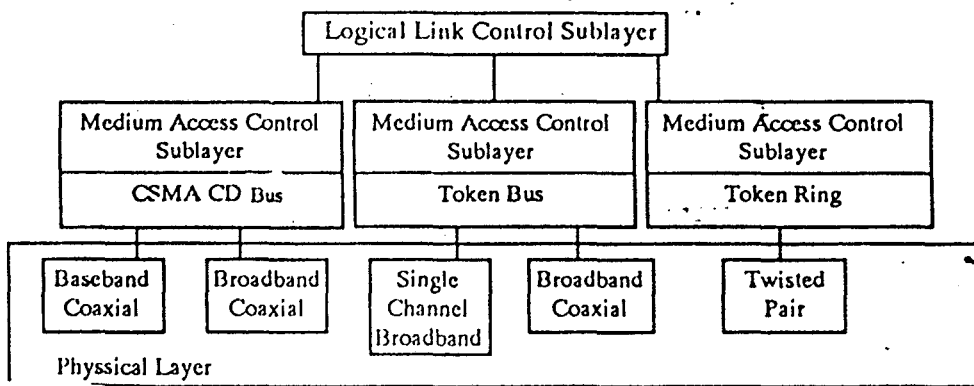 Logical Link Control Sublayer
Medium Access Control
Sublayer
CSMA CD Bus
Medium Access Control
Sublayer
Token Bus
Medium Access Control
Sublayer
Token Ring
Baseband
Coaxial
Broadband
Coaxial
Single
Channel
Broadband
Broadband
Coaxial
Twisted
Pair
Physsical Layer